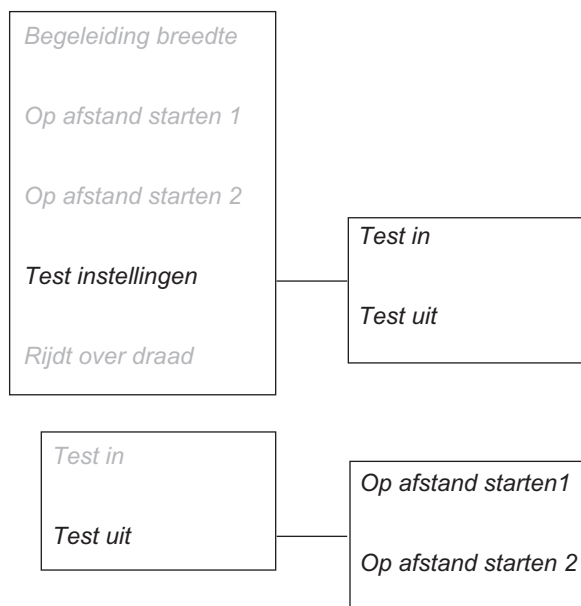 Begeleiding breedte
Op afstand starten 1
Op afstand starten 2
Test instellingen
Rijdt over draad
Test in
Test uit
Test in
Test uit
Op afstand starten1
Op afstand starten 2